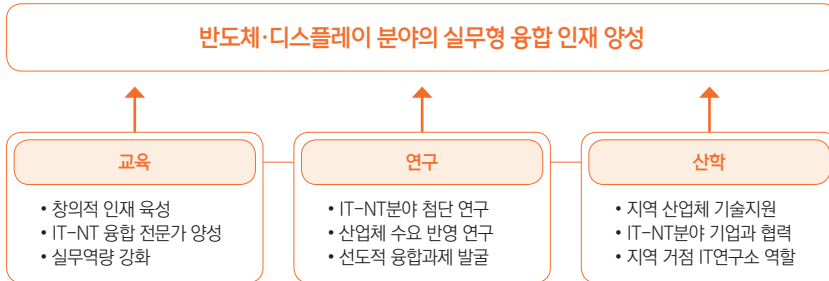 반도체·디스플레이 분야의 실무형 융합 인재 양성
교육
• 창의적 인재 육성
• IT-NT 융합 전문가 양성
• 실무역량 강화
연구
• IT-NT분야 첨단 연구
• 산업체 수요 반영 연구
• 선도적 융합과제 발굴
산학
• 지역 산업체 기술지원
• IT-NT분야 기업과 협력
• 지역 거점 IT연구소 역할